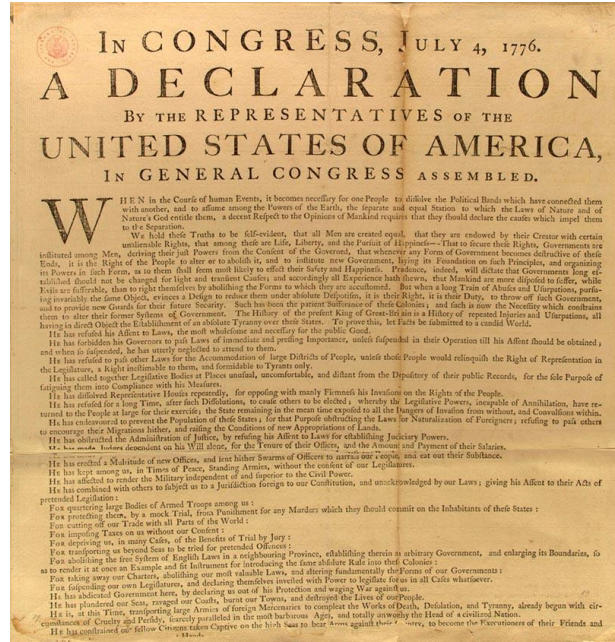 IN CONGRESS, JULY 4, 1776.
A DECLARATION
BY THE REPRESENTATIVES OF THE
UNITED STATES OF AMERICA,
IN GENERAL CONGRESS ASSEMBLED.
WHEN in the Course of human Events, it becomes necessary for one People to dissolve the Political Bands which have connected them
with another, and to assume among the Powers of the Earth, the separate and equal Station to which the Laws of Nature and of
Nature's God entitle them, a decent Respect to the Opinions of Mankind requires that they should declare the causes which impel them
to the Separation.
We hold these Truths to be self-evident, that all Men are created equal, that they are endowed by their Creator with certain
unalienable Rights, that among these are Life, Liberty, and the Pursuit of Happiness--That to secure these Rights, Governments are
instituted among Men, deriving their just Powers from the Consent of the Governed, that whenever any Form of Government becomes destructive of these
Ends, it is the Right of the People to alter or to abolish it, and to institute new Government, laying its Foundation on such Principles, and organizing
its Powers in such Form, as to them shall seem most likely to effect their Safety and Happiness. Prudence, indeed, will dictate that Governments long es-
tablished should not be changed for light and transient Causes; and accordingly all Experience hath shewn, that Mankind are more disposed to suffer, while
Evils are sufferable, than to right themselves by abolishing the Forms to which they are accustomed. But when a long Train of Abuses and Usurpations, pursu-
ing invariably the same Object, evinces a Design to reduce them under absolute Despotism, it is their Right, it is their Duty, to throw off such Government,
and to provide new Guards for their future Security. Such has been the patient Sufferance of these Colonies; and such is now the Necessity which constrains
them to alter their former Systems of Government. The History of the present King of Great-Britain is a History of repeated Injuries and Usurpations, all
having in direct Object the Establishment of an absolute Tyranny over these States. To prove this, let Facts be submitted to a candid World.
HE has refused his Assent to Laws, the most wholesome and necessary for the public Good.
HE has forbidden his Governors to pass Laws of immediate and pressing Importance, unless suspended in their Operation till his Assent should be obtained;
and when so suspended, he has utterly neglected to attend to them.
HE has refused to pass other Laws for the Accommodation of large Districts of People, unless those People would relinquish the Right of Representation in
the Legislature, a Right inestimable to them, and formidable to Tyrants only.
HE has called together Legislative Bodies at Places unusual, uncomfortable, and distant from the Depository of their public Records, for the sole Purpose of
fatiguing them into Compliance with his Measures.
HE has dissolved Representative Houses repeatedly, for opposing with manly Firmness his Invasions on the Rights of the People.
HE has refused for a long Time, after such Dissolutions, to cause others to be elected; whereby the Legislative Powers, incapable of Annihilation, have re-
turned to the People at large for their exercise; the State remaining in the mean time exposed to all the Dangers of Invasion from without, and Convulsions within.
HE has endeavoured to prevent the Population of these States; for that Purpose obstructing the Laws for Naturalization of Foreigners; refusing to pass others
to encourage their Migrations hither, and raising the Conditions of new Appropriations of Lands.
HE has obstructed the Administration of Justice, by refusing his Assent to Laws for establishing Judiciary Powers.
HE has made Judges dependent on his Will alone, for the Tenure of their Offices, and the Amount and Payment of their Salaries.
HE has erected a Multitude of new Offices, and sent hither Swarms of Officers to harrass our People, and eat out their Substance.
HE has kept among us, in Times of Peace, Standing Armies, without the consent of our Legislatures.
HE has affected to render the Military independent of and superior to the Civil Power.
HE has combined with others to subject us to a Jurisdiction foreign to our Constitution, and unacknowledged by our Laws; giving his Assent to their Acts of
pretended Legislation:
FOR quartering large Bodies of Armed Troops among us:
FOR protecting them, by a mock Trial, from Punishment for any Murders which they should commit on the Inhabitants of these States:
FOR cutting off our Trade with all Parts of the World:
FOR imposing Taxes on us without our Consent:
FOR depriving us, in many Cases, of the Benefits of Trial by Jury:
FOR transporting us beyond Seas to be tried for pretended Offences:
FOR abolishing the free System of English Laws in a neighbouring Province, establishing therein an arbitrary Government, and enlarging its Boundaries, so
as to render it at once an Example and fit Instrument for introducing the same absolute Rule into these Colonies:
FOR taking away our Charters, abolishing our most valuable Laws, and altering fundamentally the Forms of our Governments:
FOR suspending our own Legislatures, and declaring themselves invested with Power to legislate for us in all Cases whatsoever.
HE has abdicated Government here, by declaring us out of his Protection and waging War against us.
HE has plundered our Seas, ravaged our Coasts, burnt our Towns, and destroyed the Lives of our People.
HE is, at this Time, transporting large Armies of foreign Mercenaries to compleat the Works of Death, Desolation, and Tyranny, already begun with cir-
cumstances of Cruelty and Perfidy, scarcely paralleled in the most barbarous Ages, and totally unworthy the Head of a civilized Nation.
HE has constrained our fellow Citizens taken Captive on the high Seas to bear Arms against their Country, to become the Executioners of their Friends and
Hands